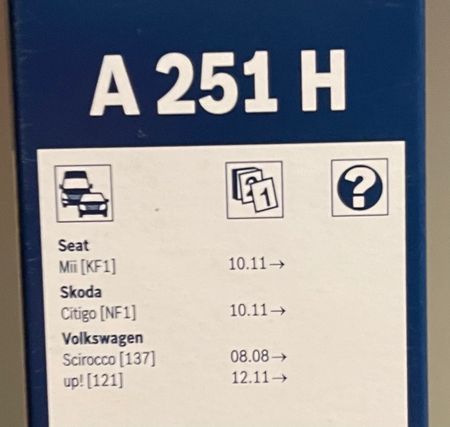 A 251 H
21
?
Seat
Mii [KF1] 10.11→
Skoda
Citigo [NF1] 10.11→
Volkswagen
Scirocco [137] 08.08→
up! [121] 12.11→